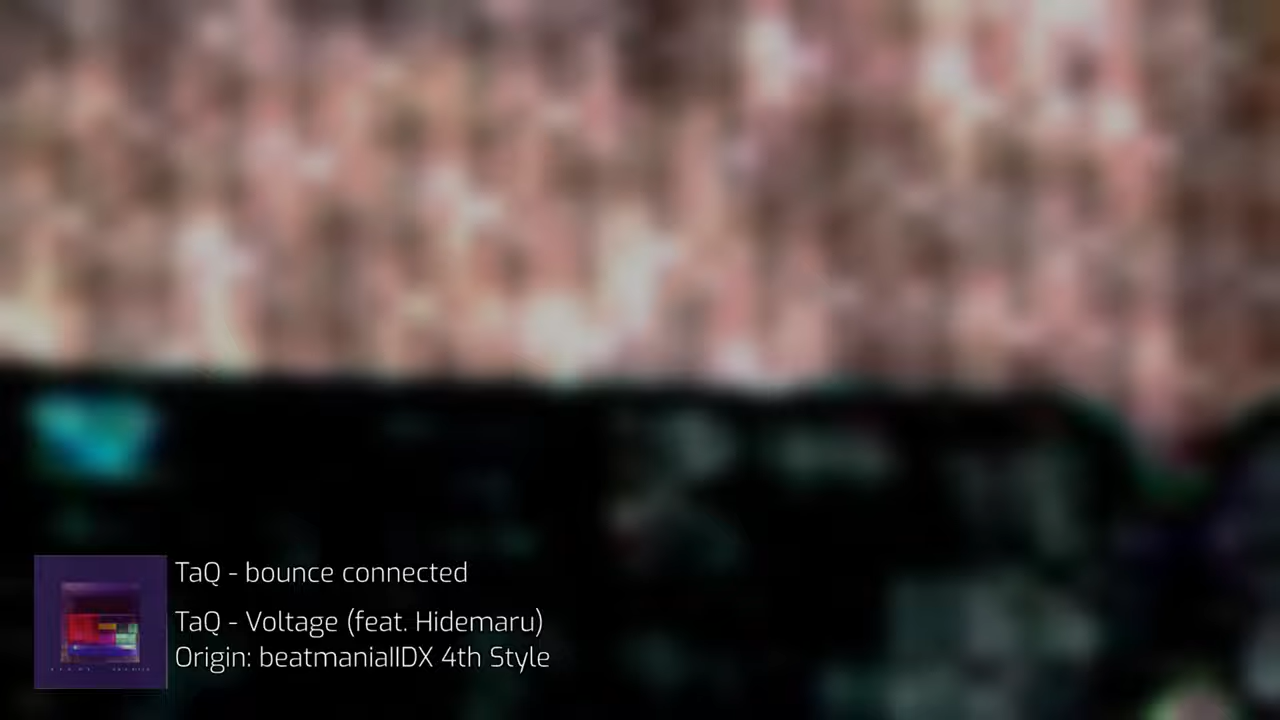 TaQ - bounce connected
TaQ - Voltage (feat. Hidemaru)
Origin: beatmaniaIIDX 4th Style